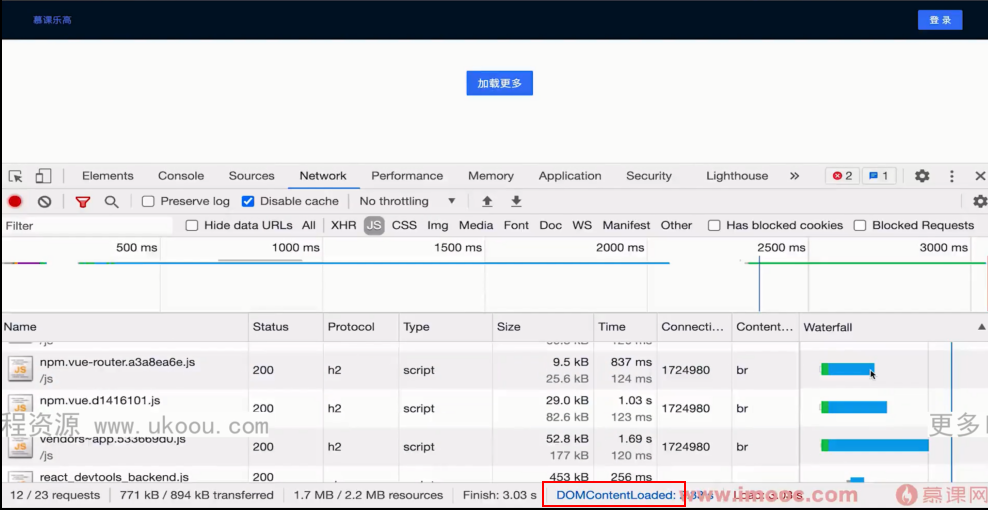 慕课乐高
登 录
加载更多
Elements Console Sources Network Performance Memory Application Security Lighthouse » 2 1
Preserve log Disable cache No throttling
Filter Hide data URLs All XHR JS CSS Img Media Font Doc WS Manifest Other Has blocked cookies Blocked Requests
500 ms 1000 ms 1500 ms 2000 ms 2500 ms 3000 ms
Name Status Protocol Type Size Time Connecti... Content... Waterfall
/js
npm.vue-router.a3a8ea6e.js 200 h2 script 9.5 kB 837 ms 1724980 br
/js 25.6 kB 124 ms
npm.vue.d1416101.js 200 h2 script 29.0 kB 1.03 s 1724980 br
82.6 kB 123 ms
程资源 www.ukoou.com 更多
vendors~app.533669d0.js 200 h2 script 52.8 kB 1.69 s 1724980 br
/js 177 kB 120 ms
react_devtools_backend.js 200 script 453 kB 256 ms
12 / 23 requests 771 kB / 894 kB transferred 1.7 MB / 2.2 MB resources Finish: 3.03 s DOMContentLoaded:
www.imooc.com 慕课网